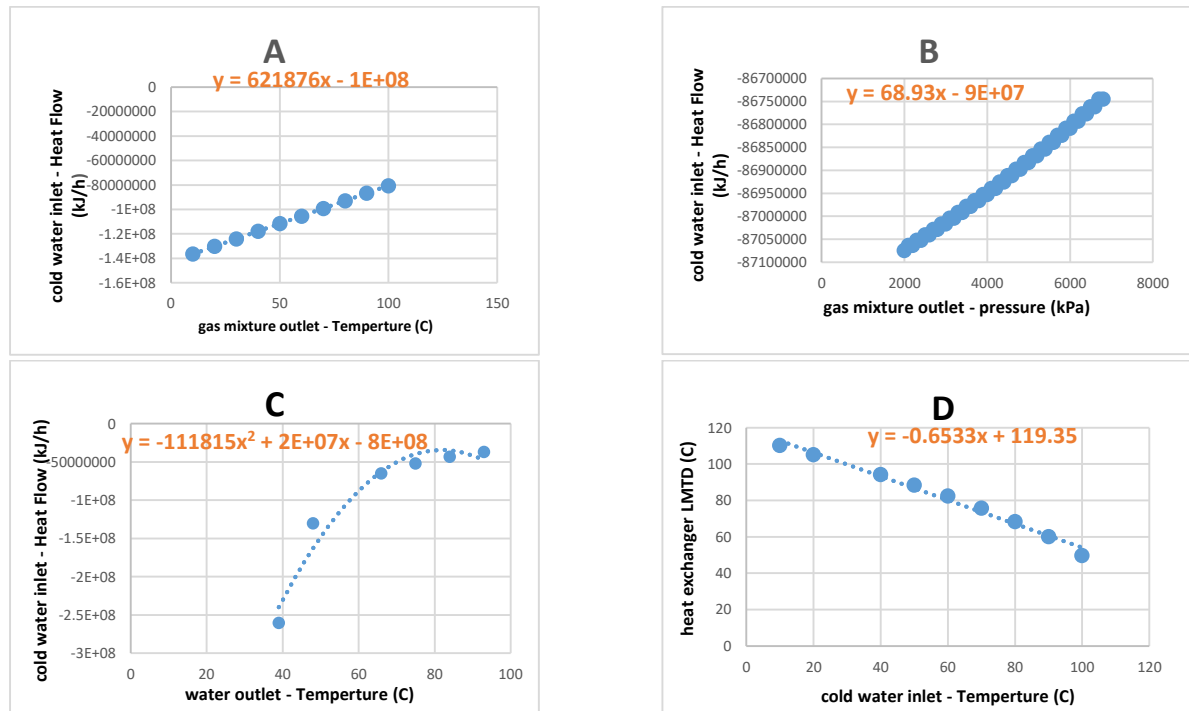 A
y = 621876x - 1E+08
cold water inlet - Heat Flow
(kJ/h)
0
-20000000
-40000000
-60000000
-80000000
-1E+08
-1.2E+08
-1.4E+08
-1.6E+08
0
50
100
150
gas mixture outlet - Temperture (C)
B
y = 68.93x - 9E+07
cold water inlet - Heat Flow
(kJ/h)
-86700000
-86750000
-86800000
-86850000
-86900000
-86950000
-87000000
-87050000
-87100000
0
2000
4000
6000
8000
gas mixture outlet - pressure (kPa)
C
y = -111815x² + 2E+07x - 8E+08
cold water inlet - Heat Flow (kJ/h)
0
-50000000
-1E+08
-1.5E+08
-2E+08
-2.5E+08
-3E+08
0
20
40
60
80
100
water outlet - Temperture (C)
D
y = -0.6533x + 119.35
heat exchanger LMTD (C)
120
100
80
60
40
20
0
0
20
40
60
80
100
120
cold water inlet - Temperture (C)